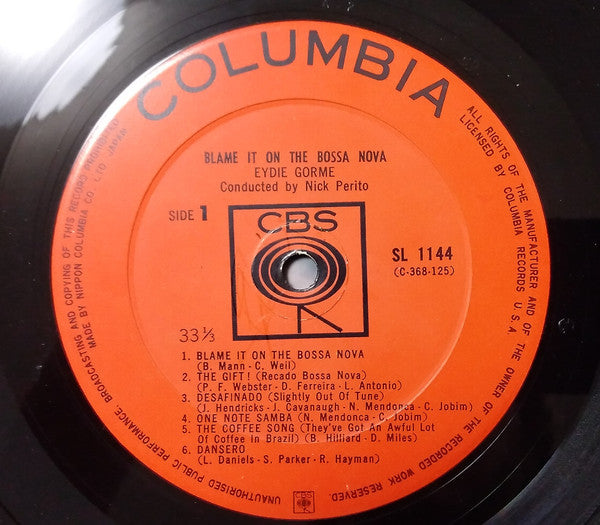 COLUMBIA
BLAME IT ON THE BOSSA NOVA
EYDIE GORME
Conducted by Nick Perito
SIDE 1
CBS
SL 1144
(C-368-125)
33 1/3
1. BLAME IT ON THE BOSSA NOVA
(B. Mann - C. Weil)
2. THE GIFT! (Recado Bossa Nova)
(P. F. Webster - D. Ferreira - L. Antonio)
3. DESAFINADO (Slightly Out Of Tune)
(J. Hendricks - J. Cavanaugh - N. Mendonca - C. Jobim)
4. ONE NOTE SAMBA (N. Mendonca - C. Jobim)
5. THE COFFEE SONG (They've Got An Awful Lot
Of Coffee In Brazil) (B. Hilliard - D. Miles)
6. DANSERO
(L. Daniels - S. Parker - R. Hayman)
CBS
ALL RIGHTS OF THE MANUFACTURER AND OF THE OWNER OF THE RECORDED WORK RESERVED. UNAUTHORISED PUBLIC PERFORMANCE, BROADCASTING AND COPYING OF THIS RECORD PROHIBITED
LICENSED BY COLUMBIA RECORDS U.S.A.
MADE BY NIPPON COLUMBIA CO., LTD. JAPAN